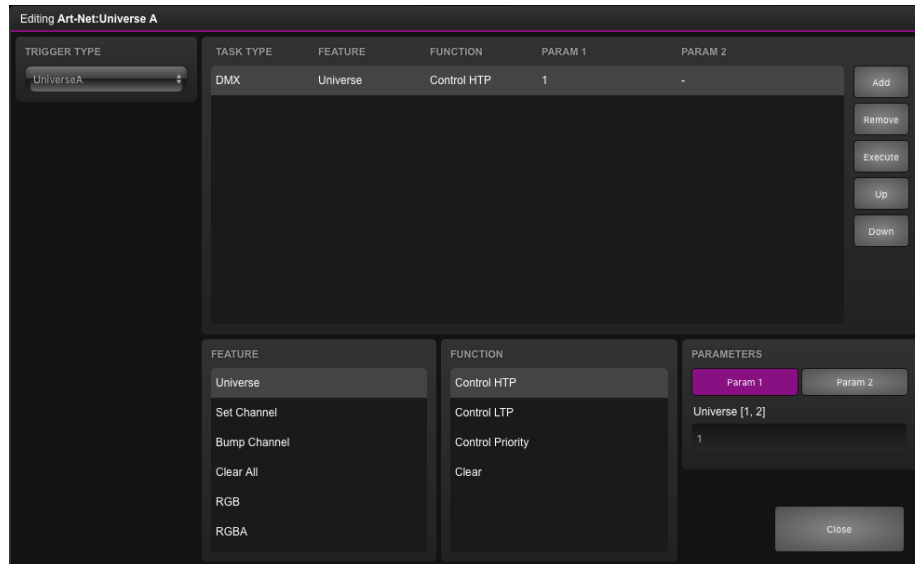 Editing Art-Net:Universe A
TRIGGER TYPE
UniverseA
TASK TYPE FEATURE FUNCTION PARAM 1 PARAM 2
DMX Universe Control HTP 1 -
Add
Remove
Execute
Up
Down
FEATURE
Universe
Set Channel
Bump Channel
Clear All
RGB
RGBA
FUNCTION
Control HTP
Control LTP
Control Priority
Clear
PARAMETERS
Param 1 Param 2
Universe [1, 2]
1
Close